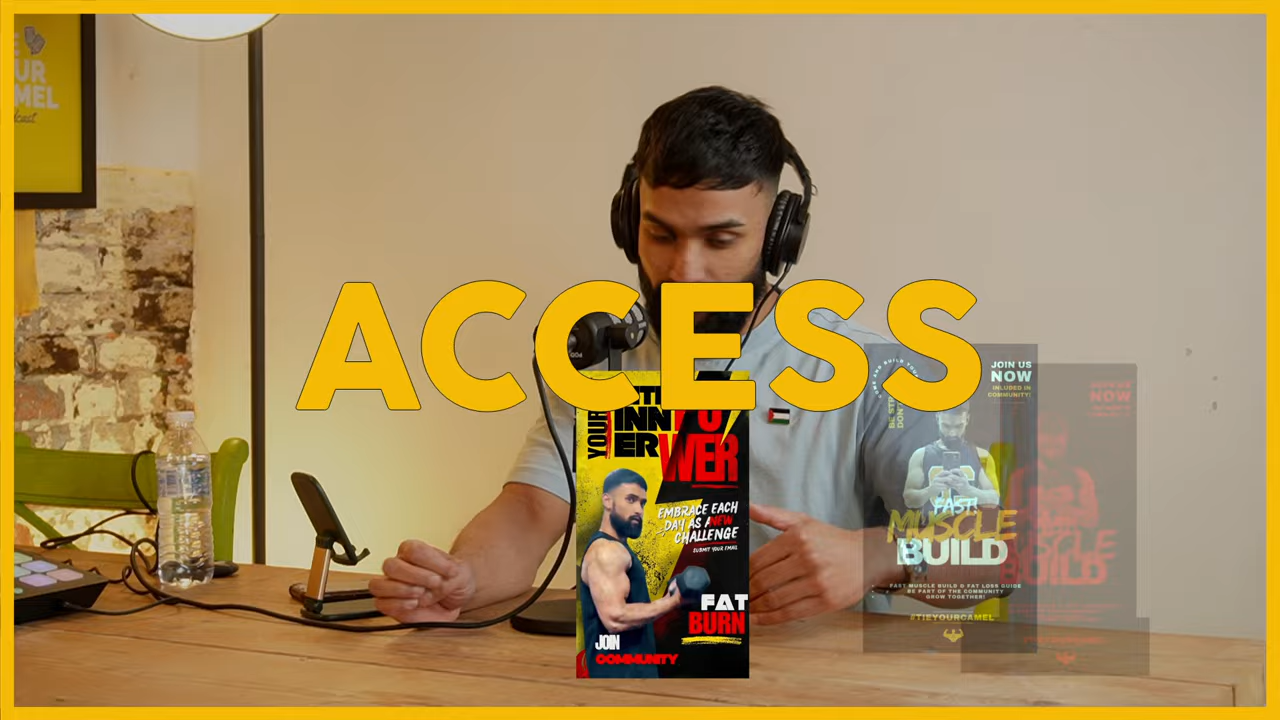 UR
MEL
ACCESS
YOUR
INN
ER
WER
EMBRACE EACH
DAY AS A NEW
CHALLENGE
SUBMIT YOUR EMAIL
FAT
BURN
JOIN
COMMUNITY
JOIN US
NOW
INLUDED IN
COMMUNITY!
FAST!
MUSCLE
BUILD
FAST MUSCLE BUILD & FAT LOSS GUIDE
BE PART OF THE COMMUNITY
GROW TOGETHER!
#TIEYOURCAMEL
NOW
BUILD